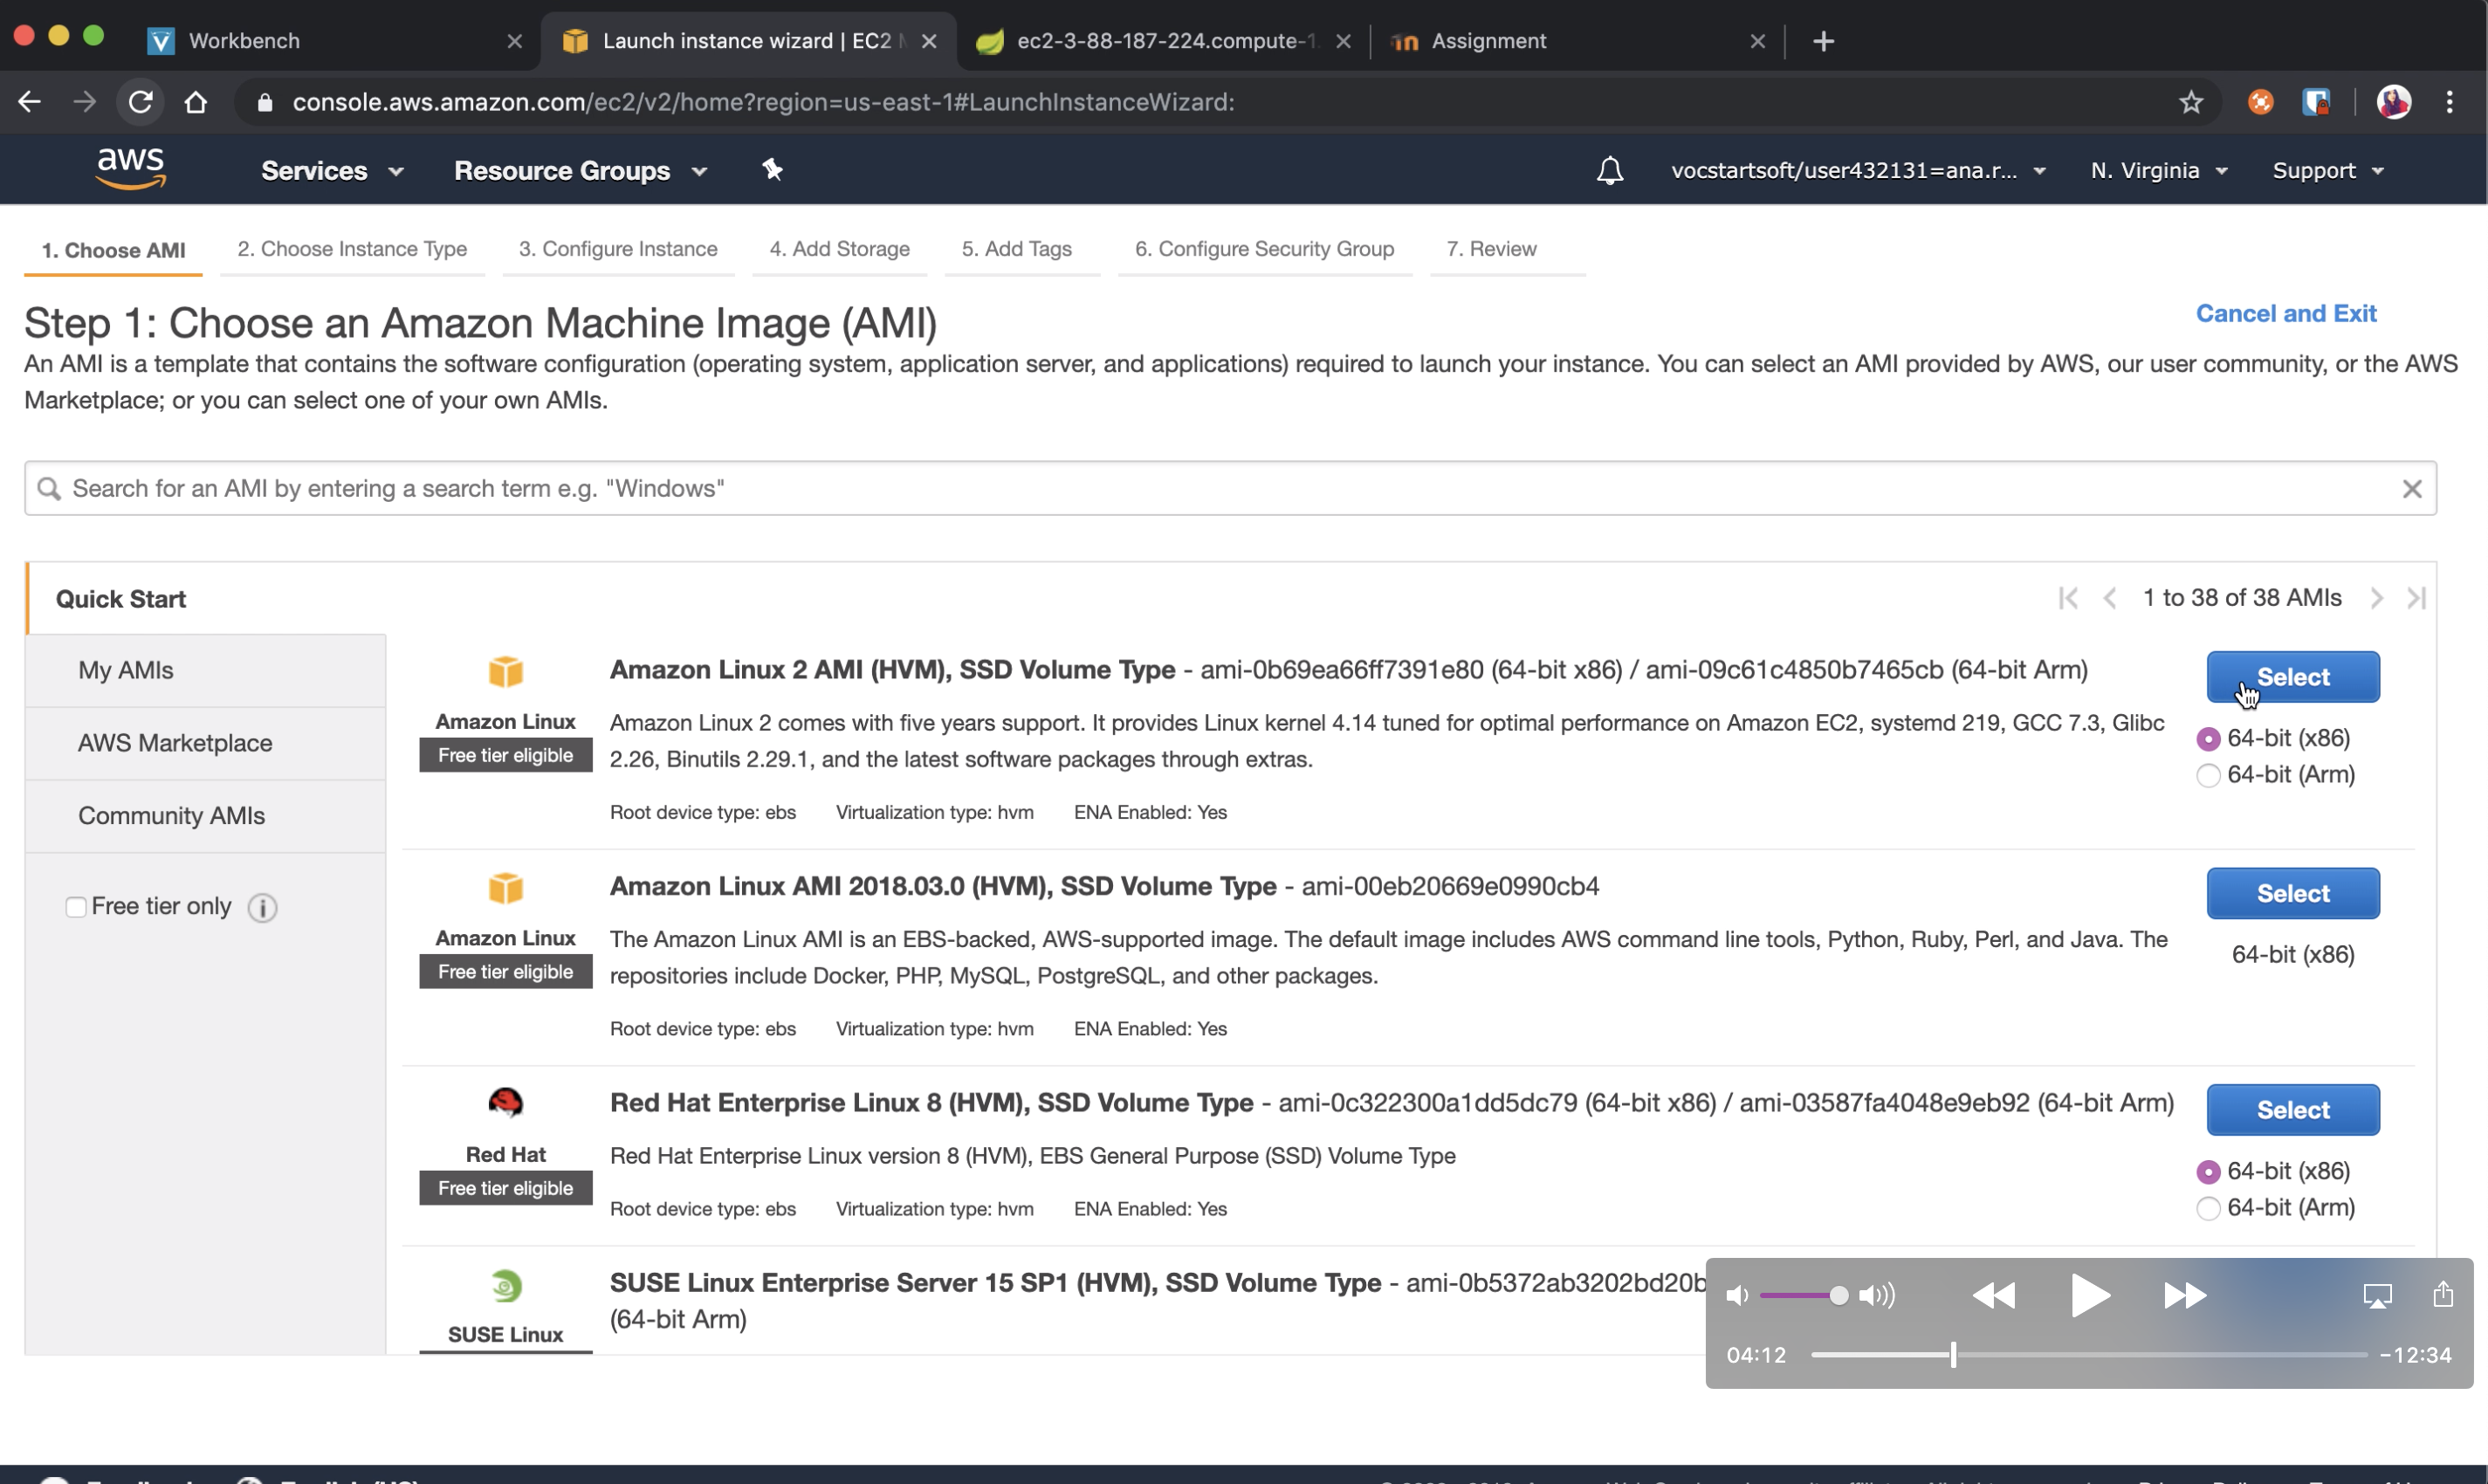 Workbench
Launch instance wizard | EC2
ec2-3-88-187-224.compute-1.
Assignment
console.aws.amazon.com/ec2/v2/home?region=us-east-1#LaunchInstanceWizard:
aws
Services
Resource Groups
vocstartsoft/user432131=ana.r...
N. Virginia
Support
1. Choose AMI
2. Choose Instance Type
3. Configure Instance
4. Add Storage
5. Add Tags
6. Configure Security Group
7. Review
Step 1: Choose an Amazon Machine Image (AMI)
Cancel and Exit
An AMI is a template that contains the software configuration (operating system, application server, and applications) required to launch your instance. You can select an AMI provided by AWS, our user community, or the AWS
Marketplace; or you can select one of your own AMIs.
Search for an AMI by entering a search term e.g. "Windows"
Quick Start
1 to 38 of 38 AMIs
My AMIs
AWS Marketplace
Community AMIs
Free tier only
Amazon Linux
Free tier eligible
Amazon Linux 2 AMI (HVM), SSD Volume Type - ami-0b69ea66ff7391e80 (64-bit x86) / ami-09c61c4850b7465cb (64-bit Arm)
Amazon Linux 2 comes with five years support. It provides Linux kernel 4.14 tuned for optimal performance on Amazon EC2, systemd 219, GCC 7.3, Glibc
2.26, Binutils 2.29.1, and the latest software packages through extras.
Root device type: ebs Virtualization type: hvm ENA Enabled: Yes
Select
64-bit (x86)
64-bit (Arm)
Amazon Linux
Free tier eligible
Amazon Linux AMI 2018.03.0 (HVM), SSD Volume Type - ami-00eb20669e0990cb4
The Amazon Linux AMI is an EBS-backed, AWS-supported image. The default image includes AWS command line tools, Python, Ruby, Perl, and Java. The
repositories include Docker, PHP, MySQL, PostgreSQL, and other packages.
Root device type: ebs Virtualization type: hvm ENA Enabled: Yes
Select
64-bit (x86)
Red Hat
Free tier eligible
Red Hat Enterprise Linux 8 (HVM), SSD Volume Type - ami-0c322300a1dd5dc79 (64-bit x86) / ami-03587fa4048e9eb92 (64-bit Arm)
Red Hat Enterprise Linux version 8 (HVM), EBS General Purpose (SSD) Volume Type
Root device type: ebs Virtualization type: hvm ENA Enabled: Yes
Select
64-bit (x86)
64-bit (Arm)
SUSE Linux
SUSE Linux Enterprise Server 15 SP1 (HVM), SSD Volume Type - ami-0b5372ab3202bd20b
(64-bit Arm)
04:12
-12:34